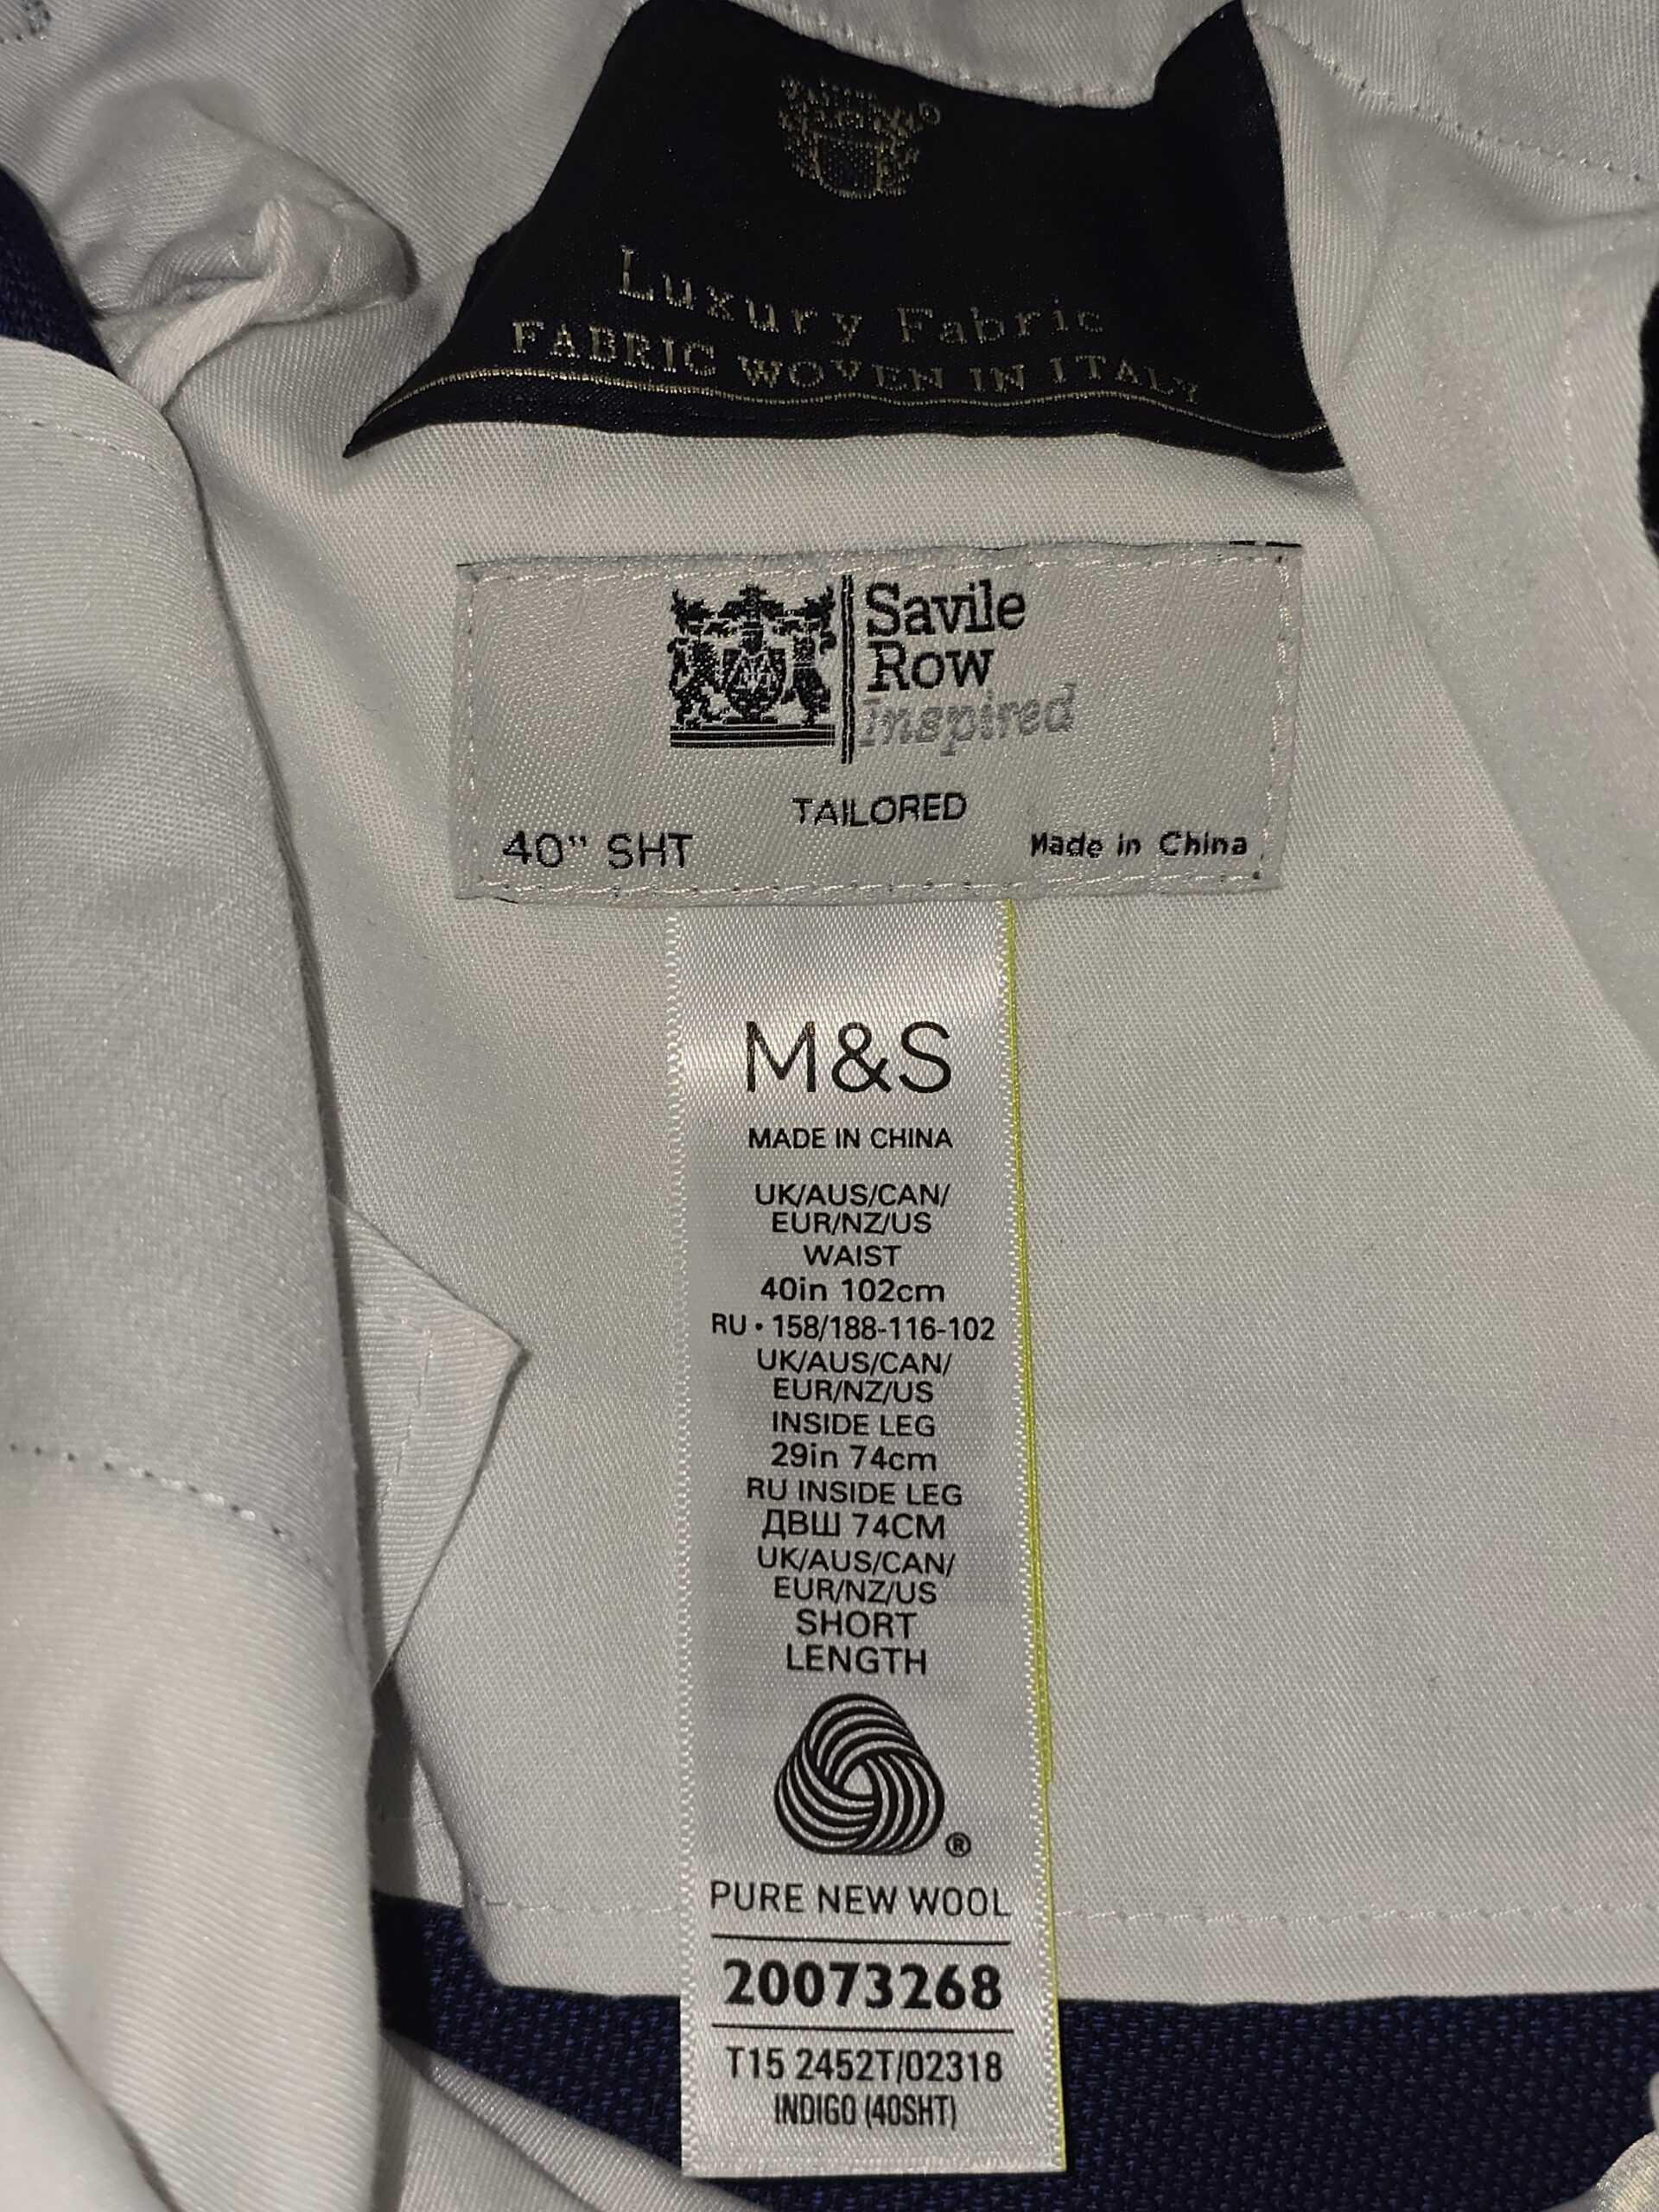 Luxury Fabric
FABRIC WOVEN IN ITALY
Savile
Row
Inspired
TAILORED
40" SHT
Made in China
M&S
MADE IN CHINA
UK/AUS/CAN/
EUR/NZ/US
WAIST
40in 102cm
RU • 158/188-116-102
UK/AUS/CAN/
EUR/NZ/US
INSIDE LEG
29in 74cm
RU INSIDE LEG
ДВШ 74CM
UK/AUS/CAN/
EUR/NZ/US
SHORT
LENGTH
®
PURE NEW WOOL
20073268
T15 2452T/02318
INDIGO (40SHT)